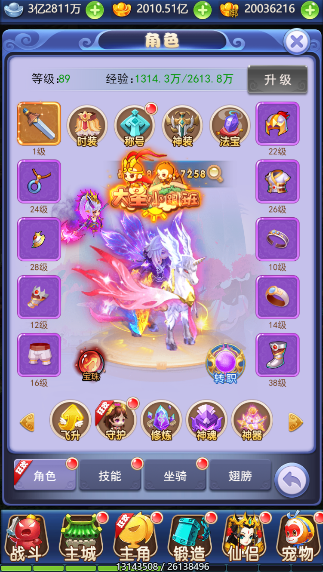 3亿2811万 2010.51亿 20036216
角色
等级:89 经验:1314.3万/2613.8万 升级
时装 称号 神装 法宝
1级 22级
7258
24级 26级
28级 10级
12级 14级
宝珠 转职
16级 38级
飞升 守护 修炼 神魂 神器
角色 技能 坐骑 翅膀
战斗 主城 主角 锻造 仙侣 宠物
13143508 / 26138496